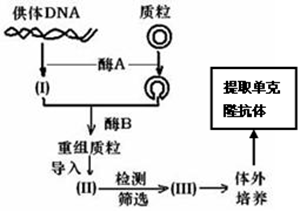 供体DNA 质粒
酶A
(I)
酶B
重组质粒
导入
(II) 检测 筛选 (III) 体外 培养
提取单克
隆抗体